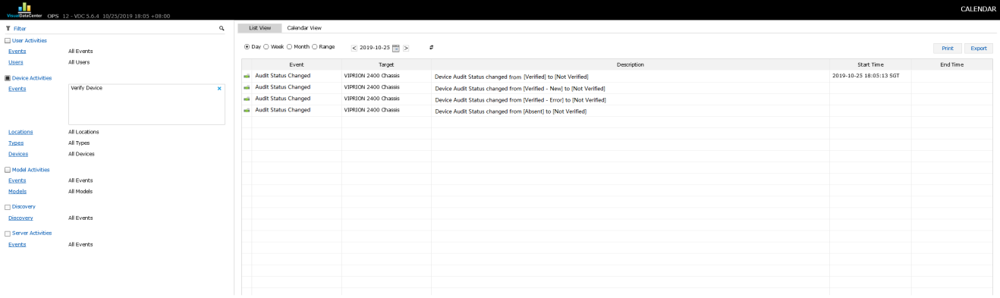 VisualDataCenter OPS 12 - VDC 5.6.4 10/25/2019 18:05 +08:00
CALENDAR
Filter
User Activities
Events All Events
Users All Users
Device Activities
Events Verify Device
Locations All Locations
Types All Types
Devices All Devices
Model Activities
Events All Events
Models All Models
Discovery
Discovery All Events
Server Activities
Events All Events
List View Calendar View
Day Week Month Range < 2019-10-25 >
Print Export
Event Target Description Start Time End Time
Audit Status Changed VIPRION 2400 Chassis Device Audit Status changed from [Verified] to [Not Verified] 2019-10-25 18:05:13 SGT
Audit Status Changed VIPRION 2400 Chassis Device Audit Status changed from [Verified - New] to [Not Verified]
Audit Status Changed VIPRION 2400 Chassis Device Audit Status changed from [Verified - Error] to [Not Verified]
Audit Status Changed VIPRION 2400 Chassis Device Audit Status changed from [Absent] to [Not Verified]